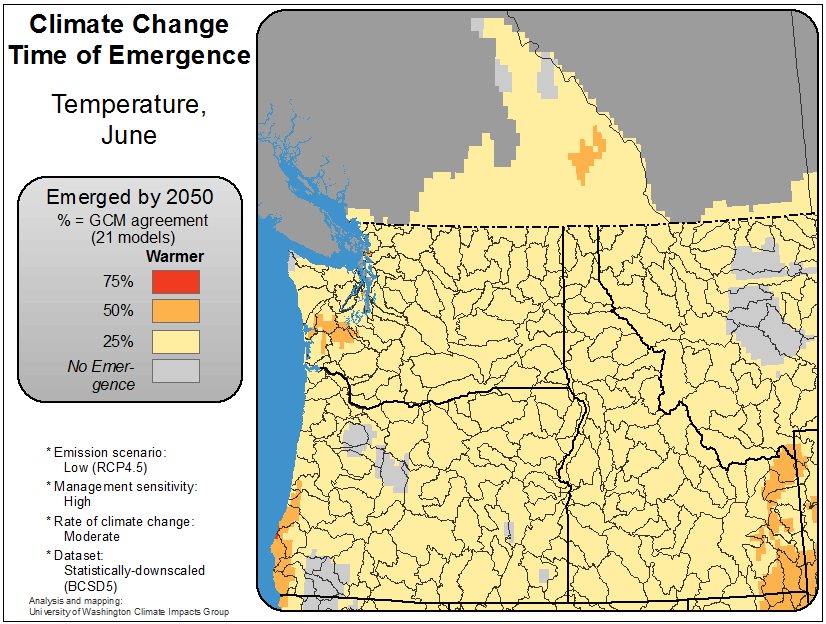 Climate Change
Time of Emergence
Temperature,
June
Emerged by 2050
% = GCM agreement
(21 models)
Warmer
75%
50%
25%
No Emer-
gence
* Emission scenario:
Low (RCP4.5)
* Management sensitivity:
High
* Rate of climate change:
Moderate
* Dataset:
Statistically-downscaled
(BCSD5)
Analysis and mapping:
University of Washington Climate Impacts Group